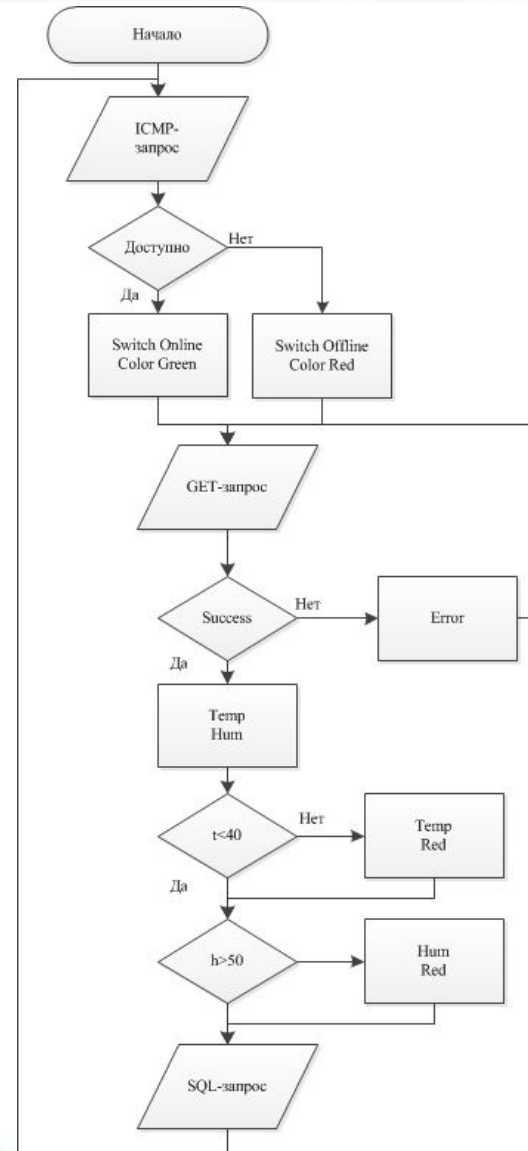 Начало
ICMP-
запрос
Доступно
Нет
Да
Switch Online
Color Green
Switch Offline
Color Red
GET-запрос
Success
Нет
Error
Да
Temp
Hum
t<40
Нет
Temp
Red
Да
h>50
Hum
Red
SQL-запрос